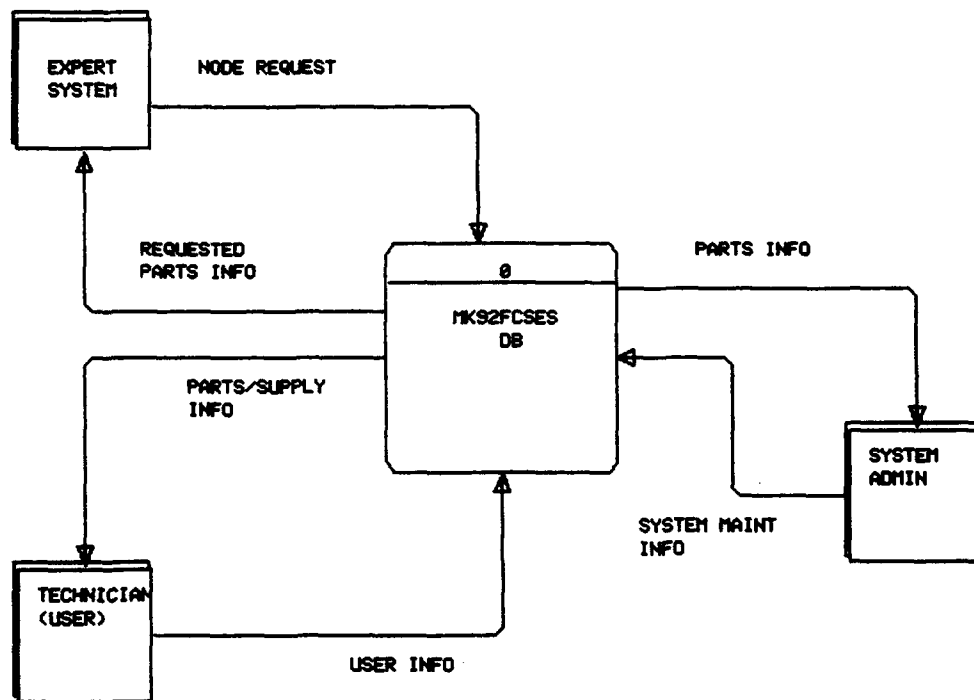 EXPERT
SYSTEM
NODE REQUEST
REQUESTED
PARTS INFO
0
MK92FCSES
DB
PARTS INFO
PARTS/SUPPLY
INFO
SYSTEM
ADMIN
SYSTEM MAINT
INFO
TECHNICIAN
(USER)
USER INFO